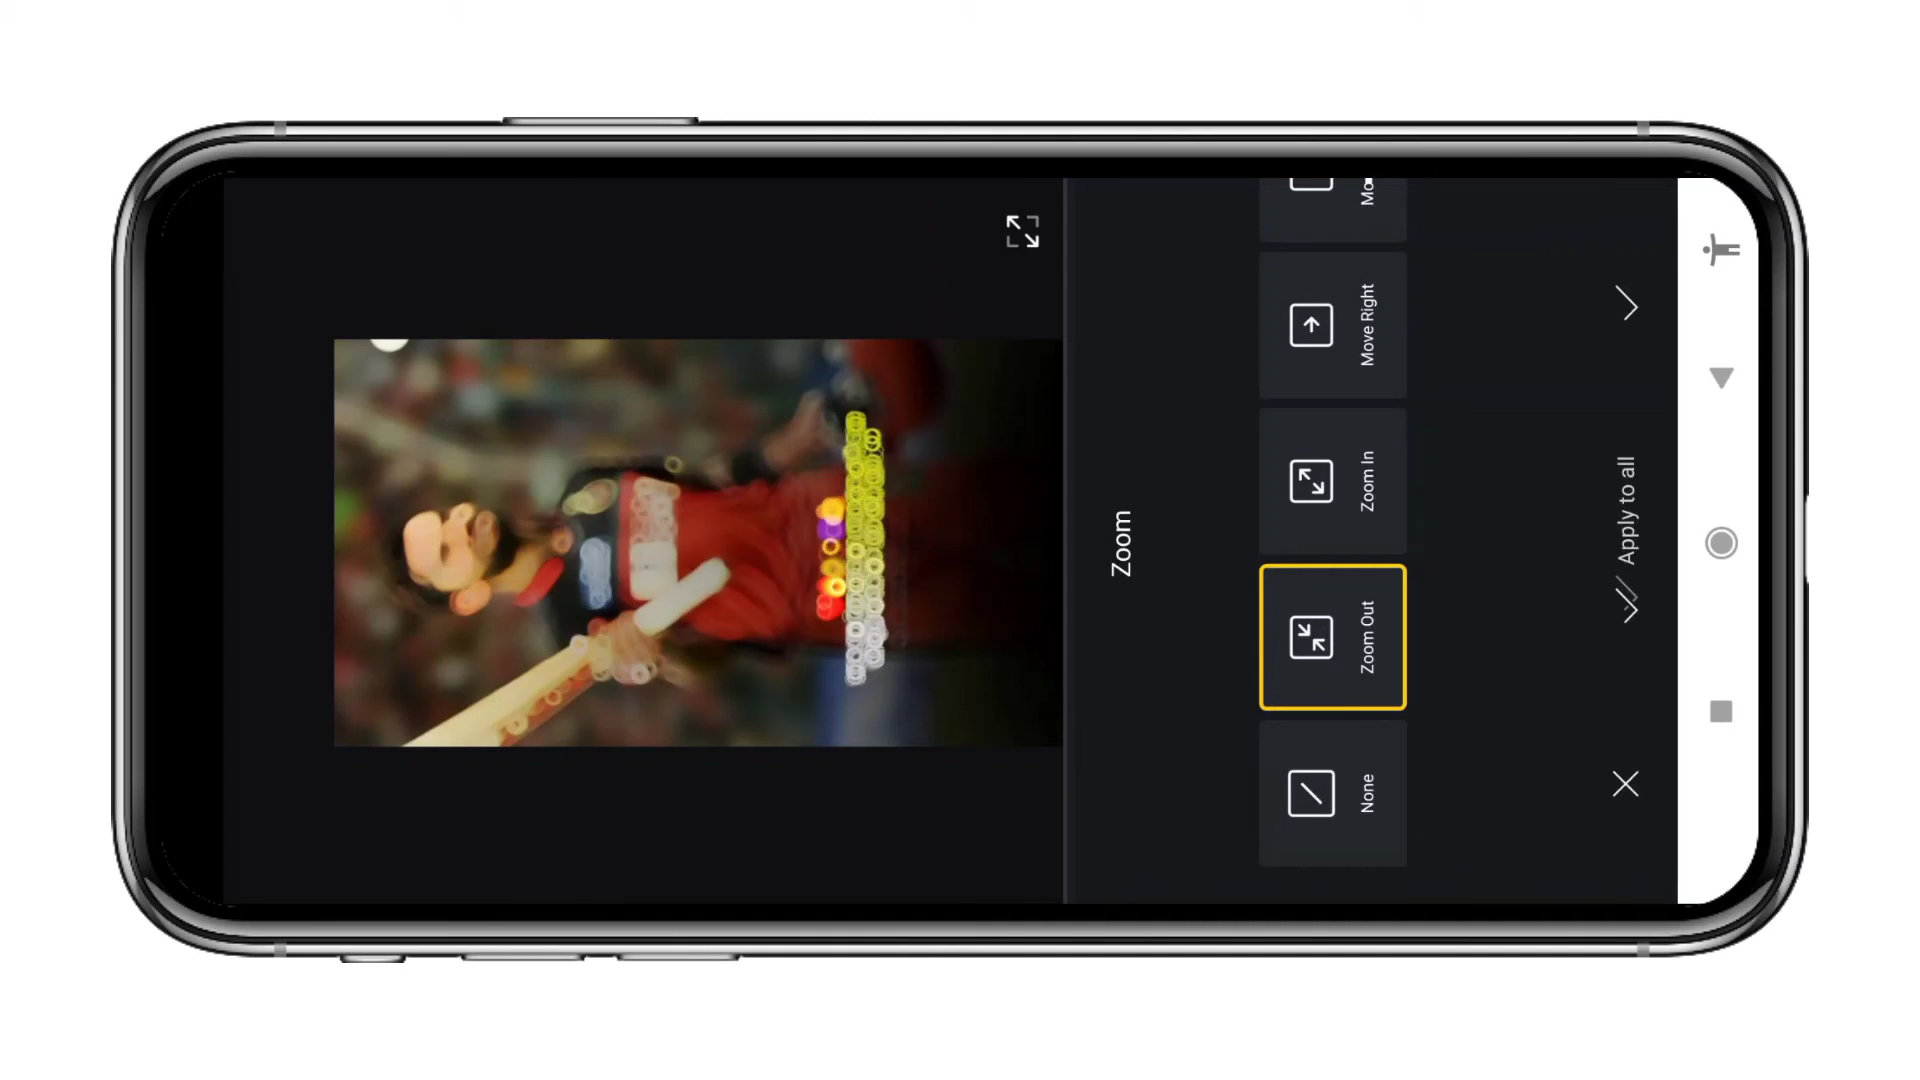 Zoom
None
Zoom Out
Zoom In
Move Right
Apply to all